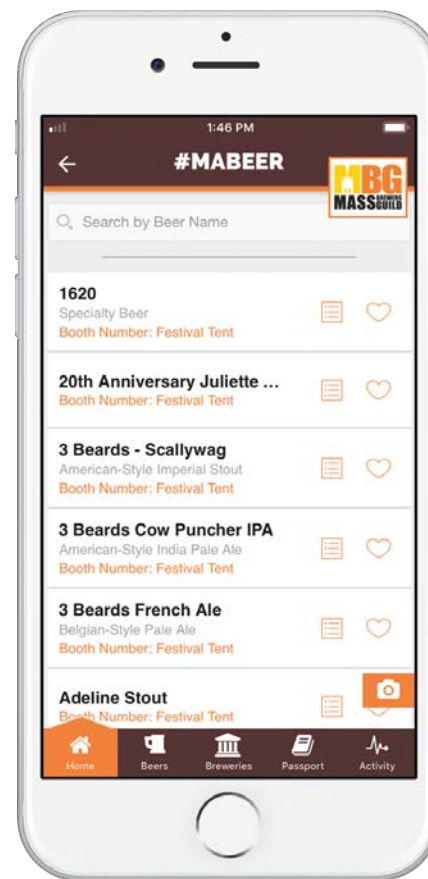 1:46 PM
#MABEER
MBG
MASS BREWERS GUILD
Search by Beer Name
1620
Specialty Beer
Booth Number: Festival Tent
20th Anniversary Juliette ...
Booth Number: Festival Tent
3 Beards - Scallywag
American-Style Imperial Stout
Booth Number: Festival Tent
3 Beards Cow Puncher IPA
American-Style India Pale Ale
Booth Number: Festival Tent
3 Beards French Ale
Belgian-Style Pale Ale
Booth Number: Festival Tent
Adeline Stout
Booth Number: Festival Tent
Home Beers Breweries Passport Activity